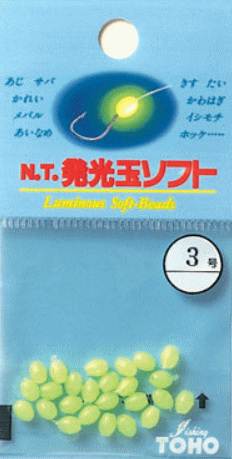 あじ サバ
かれい
メバル
あいなめ
きす たい
かわはぎ
イシモチ
ホッケ……
N.T.発光玉ソフト
Luminous Soft-Beads
3号
Fishing
TOHO